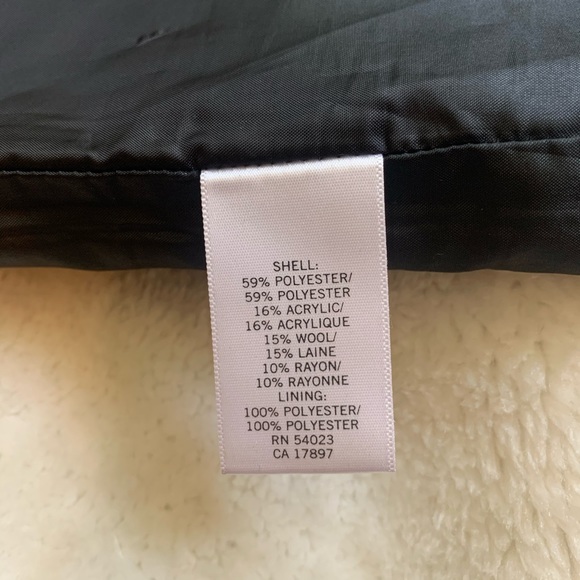 SHELL:
59% POLYESTER/
59% POLYESTER
16% ACRYLIC/
16% ACRYLIQUE
15% WOOL/
15% LAINE
10% RAYON/
10% RAYONNE
LINING:
100% POLYESTER/
100% POLYESTER
RN 54023
CA 17897